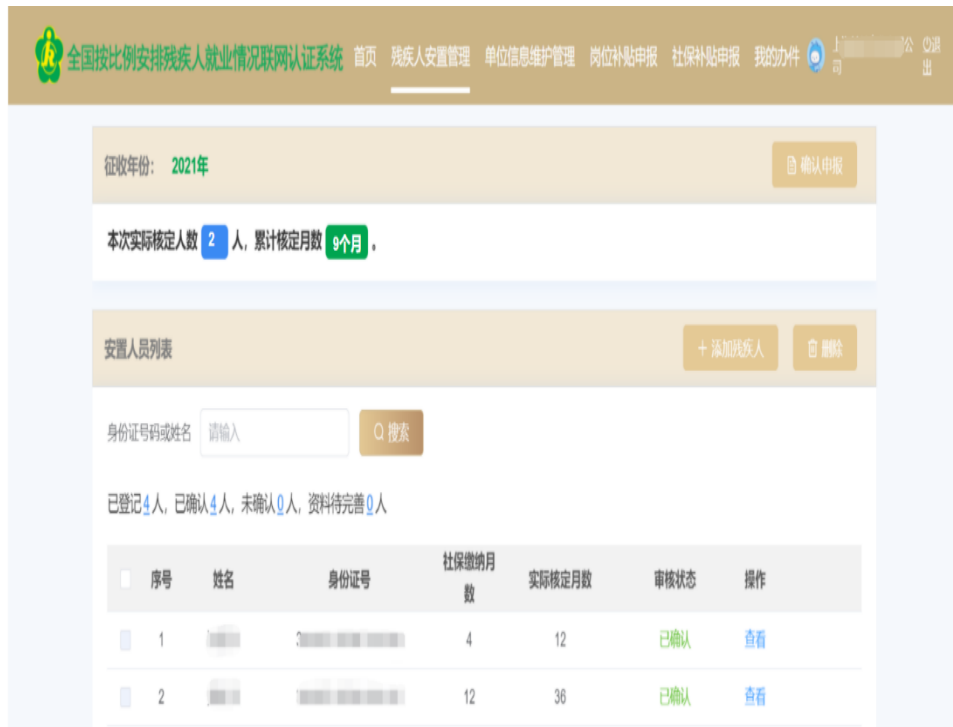 全国按比例安排残疾人就业情况联网认证系统 首页 残疾人安置管理 单位信息维护管理 岗位补贴申报 社保补贴申报 我的办件 上 公司 退出
征收年份： 2021年 确认申报
本次实际核定人数 2 人，累计核定月数 9个月 。
安置人员列表 + 添加残疾人 删除
身份证号码或姓名 请输入 搜索
已登记4人，已确认4人，未确认0人，资料待完善0人
序号 姓名 身份证号 社保缴纳月数 实际核定月数 审核状态 操作
1 3 4 12 已确认 查看
2 12 36 已确认 查看